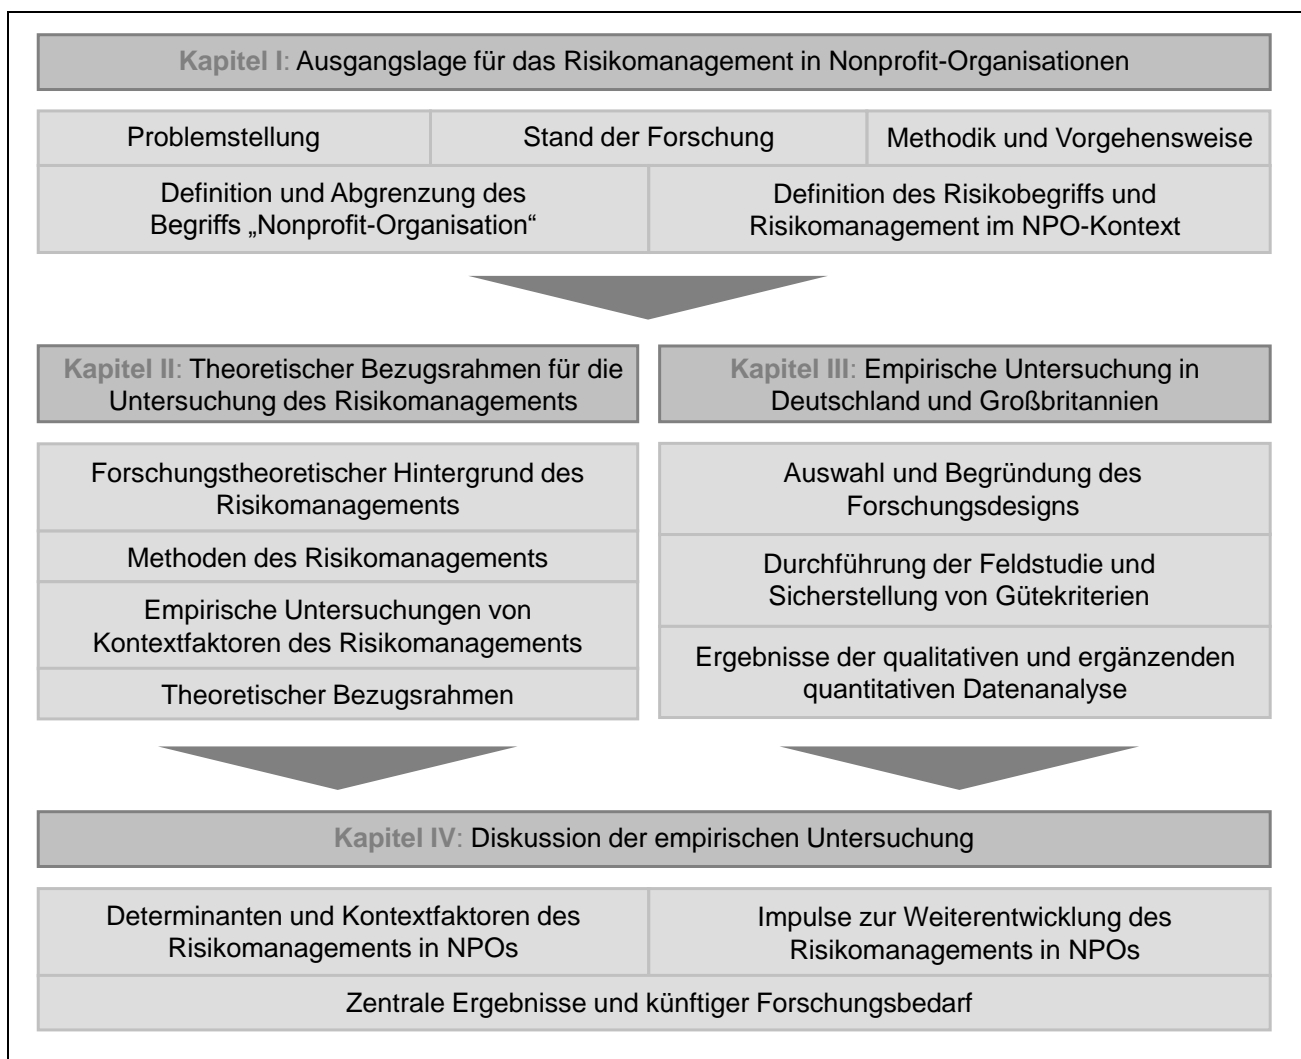 Kapitel I: Ausgangslage für das Risikomanagement in Nonprofit-Organisationen
Problemstellung
Stand der Forschung
Methodik und Vorgehensweise
Definition und Abgrenzung des
Begriffs „Nonprofit-Organisation“
Definition des Risikobegriffs und
Risikomanagement im NPO-Kontext
Kapitel II: Theoretischer Bezugsrahmen für die
Untersuchung des Risikomanagements
Forschungstheoretischer Hintergrund des
Risikomanagements
Methoden des Risikomanagements
Empirische Untersuchungen von
Kontextfaktoren des Risikomanagements
Theoretischer Bezugsrahmen
Kapitel III: Empirische Untersuchung in
Deutschland und Großbritannien
Auswahl und Begründung des
Forschungsdesigns
Durchführung der Feldstudie und
Sicherstellung von Gütekriterien
Ergebnisse der qualitativen und ergänzenden
quantitativen Datenanalyse
Kapitel IV: Diskussion der empirischen Untersuchung
Determinanten und Kontextfaktoren des
Risikomanagements in NPOs
Impulse zur Weiterentwicklung des
Risikomanagements in NPOs
Zentrale Ergebnisse und künftiger Forschungsbedarf